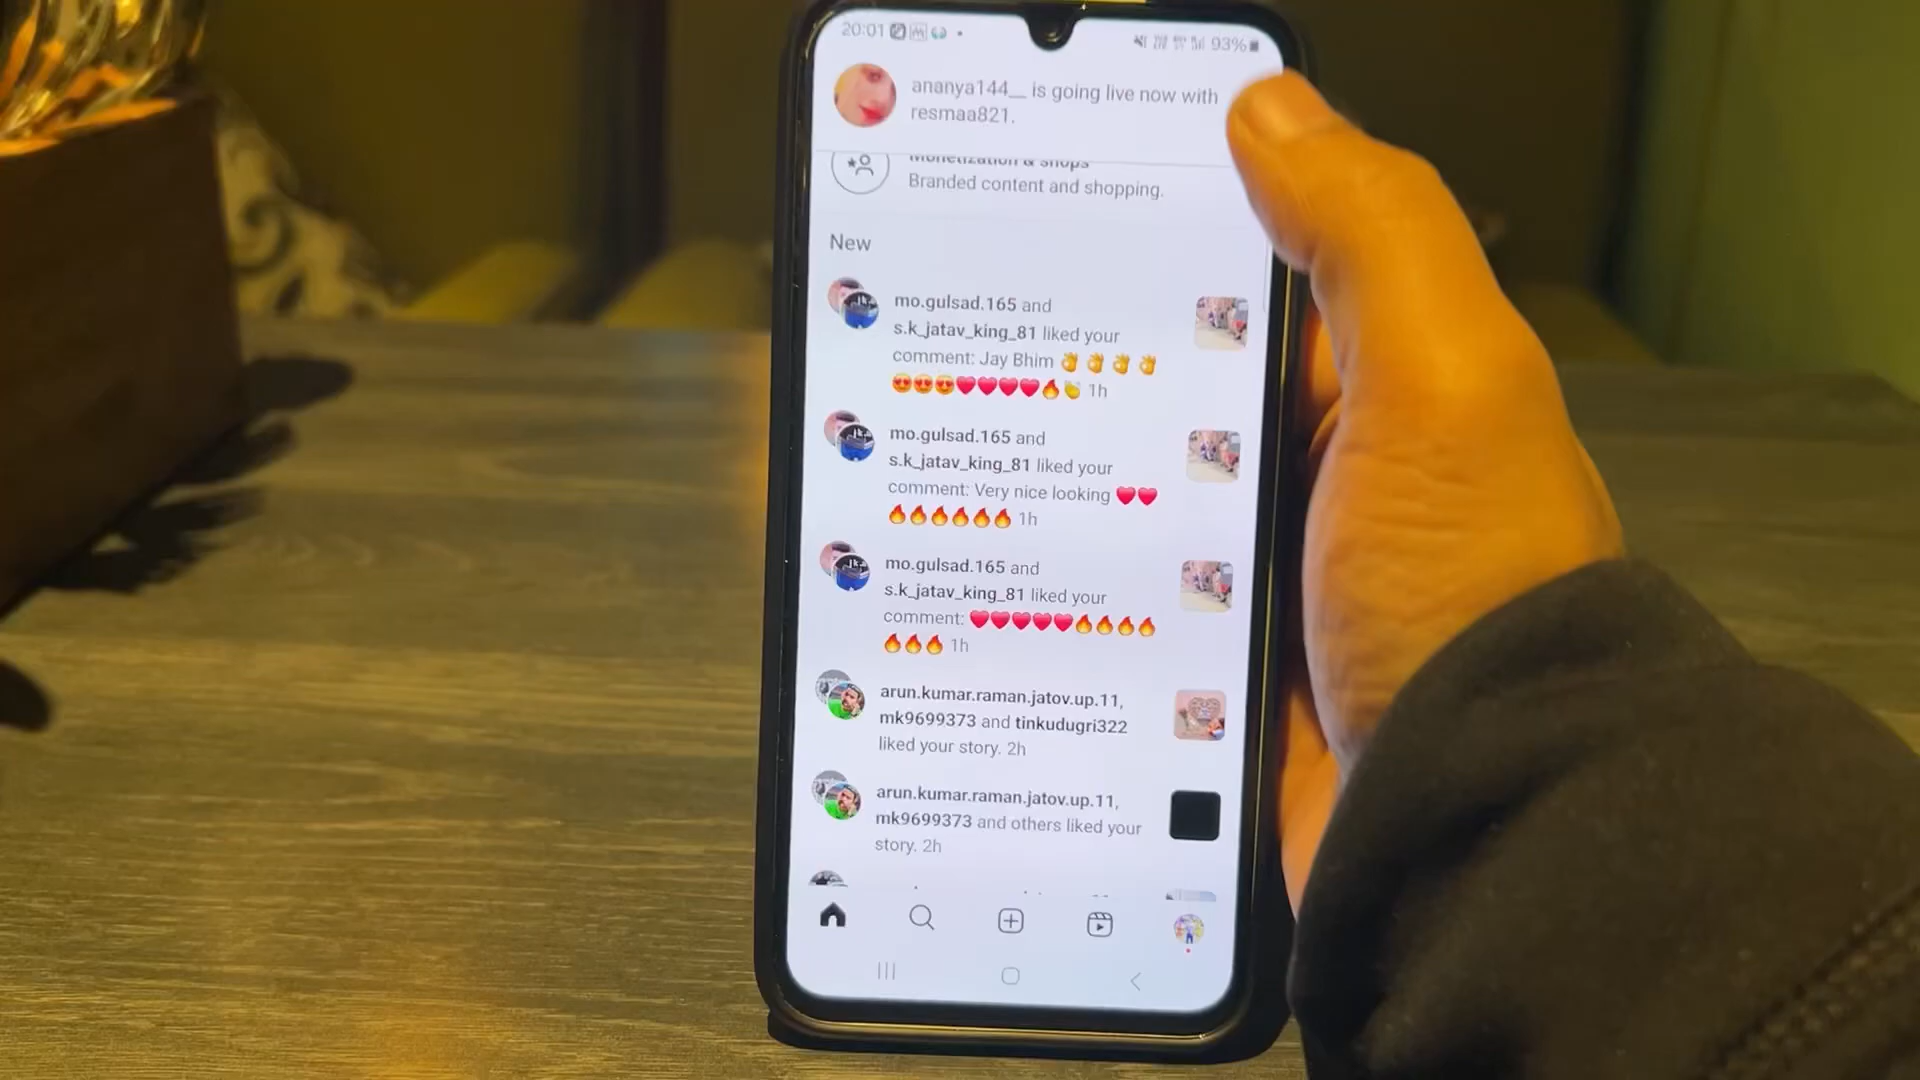 20:01
93%
ananya144__ is going live now with
resmaa821.
Monetization & shops
Branded content and shopping.
New
mo.gulsad.165 and
s.k_jatav_king_81 liked your
comment: Jay Bhim 👌👌👌👌
😍😍😍❤️❤️❤️❤️🔥👏 1h
mo.gulsad.165 and
s.k_jatav_king_81 liked your
comment: Very nice looking ❤️❤️
🔥🔥🔥🔥🔥🔥 1h
mo.gulsad.165 and
s.k_jatav_king_81 liked your
comment: ❤️❤️❤️❤️❤️🔥🔥🔥🔥
🔥🔥🔥 1h
arun.kumar.raman.jatov.up.11,
mk9699373 and tinkudugri322
liked your story. 2h
arun.kumar.raman.jatov.up.11,
mk9699373 and others liked your
story. 2h